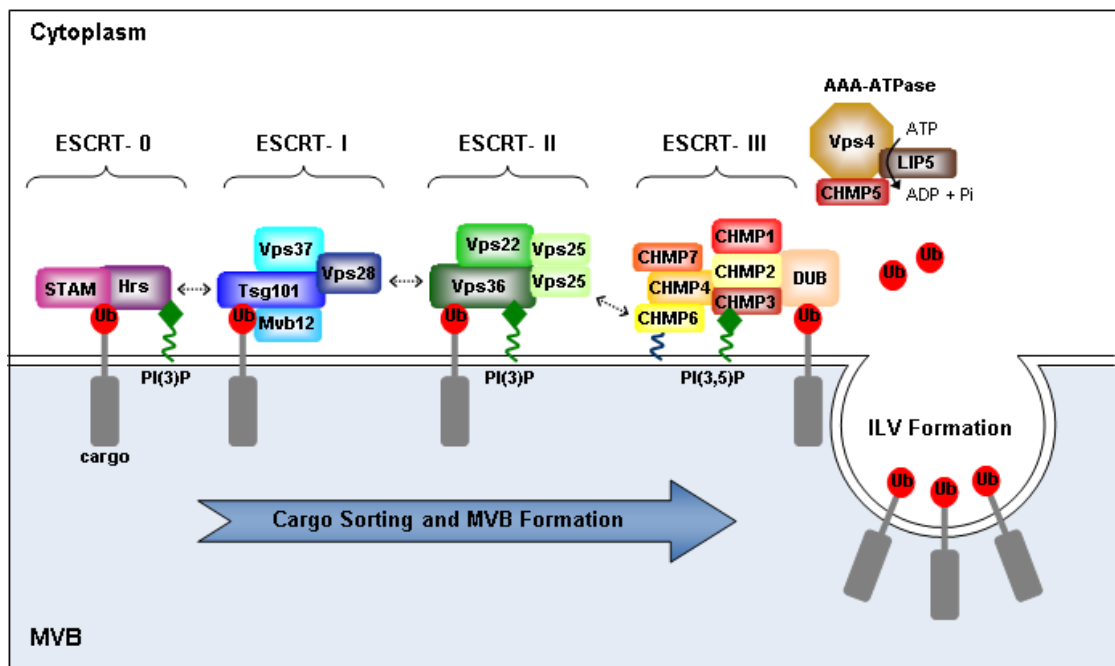 Cytoplasm
AAA-ATPase
ESCRT- 0
ESCRT- I
ESCRT- II
ESCRT- III
Vps4
ATP
LIP5
CHMP5
ADP + Pi
STAM
Hrs
Ub
PI(3)P
cargo
Vps37
Vps28
Tsg101
Ub
Mvb12
Vps22
Vps25
Vps36
Vps25
Ub
PI(3)P
CHMP1
CHMP7
CHMP2
DUB
CHMP4
CHMP3
CHMP6
Ub
PI(3,5)P
Ub
Ub
ILV Formation
Ub
Ub
Ub
Cargo Sorting and MVB Formation
MVB